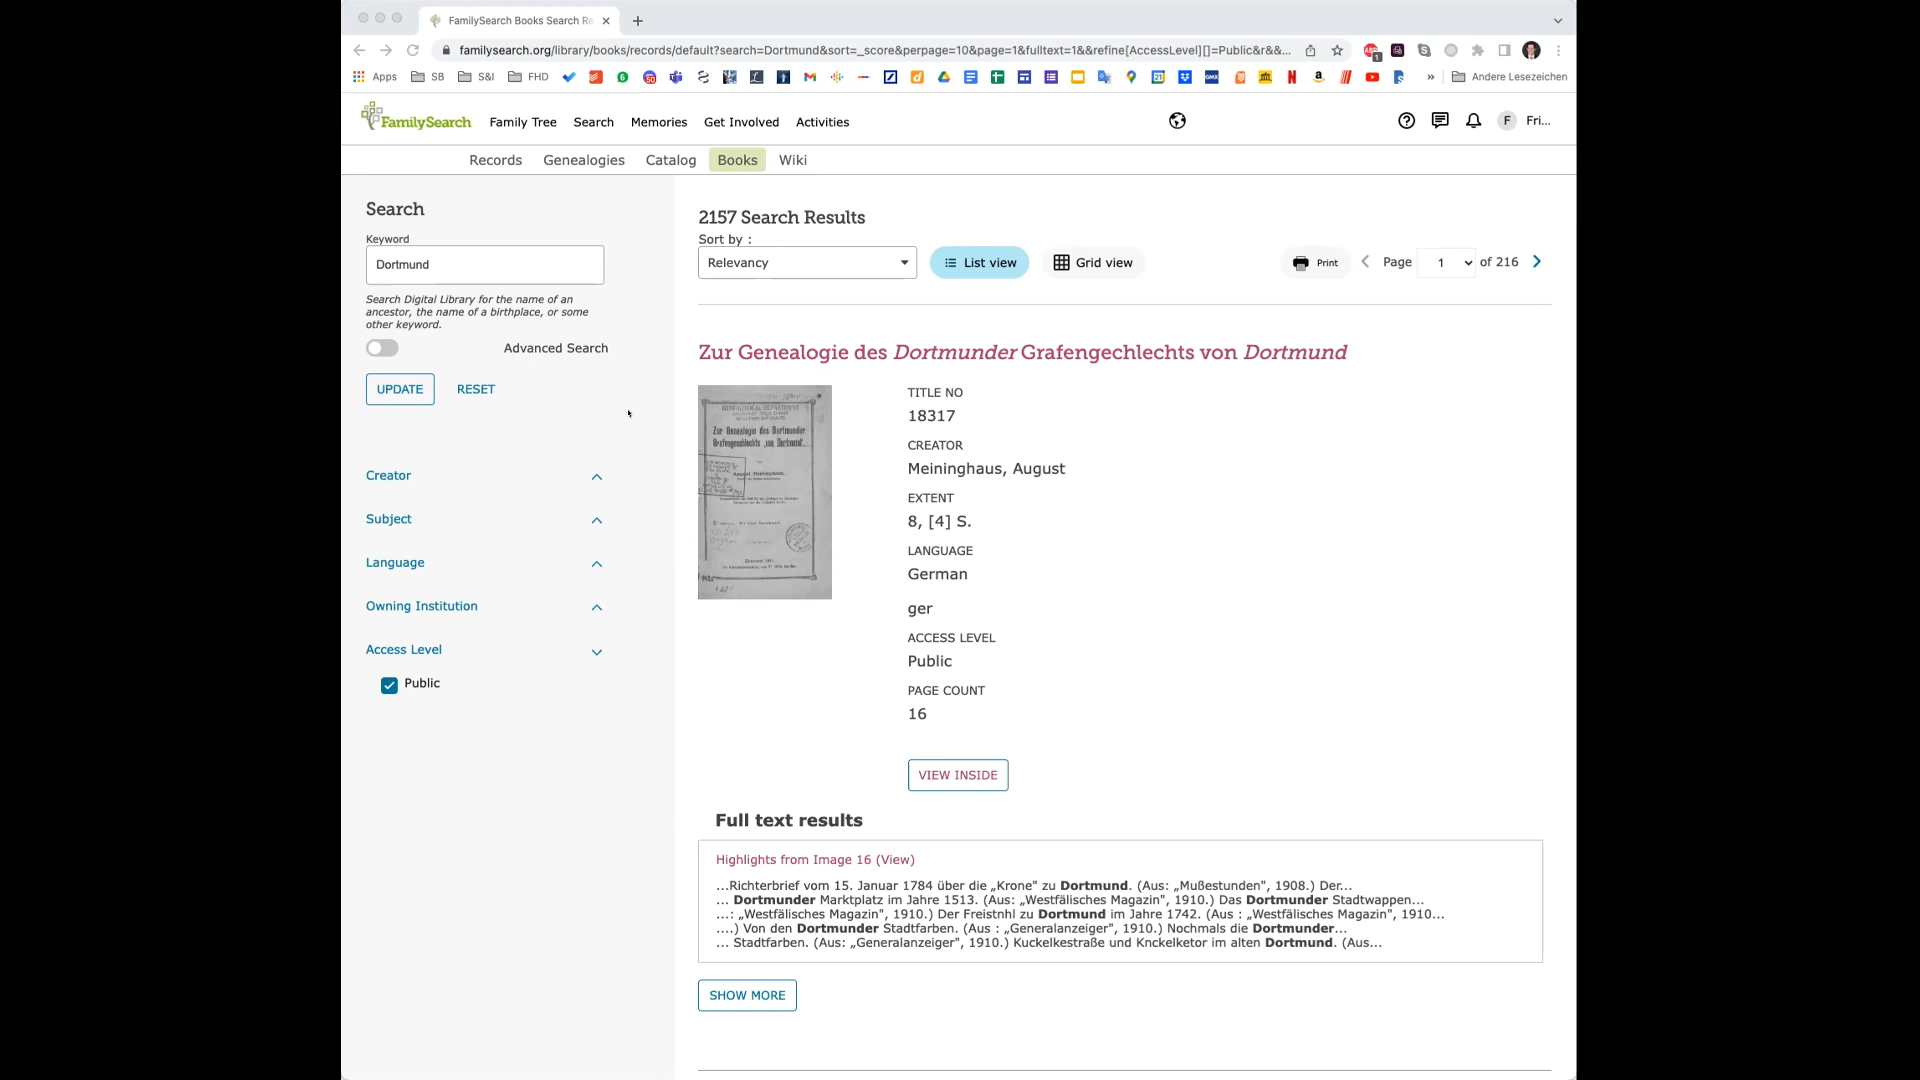 FamilySearch Books Search Re
familysearch.org/library/books/records/default?search=Dortmund&sort=_score&perpage=10&page=1&fulltext=1&&refine[AccessLevel][]=Public&r&&...
Apps SB S&I FHD » Andere Lesezeichen
FamilySearch Family Tree Search Memories Get Involved Activities F Fri...
Records Genealogies Catalog Books Wiki
Search
Keyword
Dortmund
Search Digital Library for the name of an
ancestor, the name of a birthplace, or some
other keyword.
Advanced Search
UPDATE RESET
Creator
Subject
Language
Owning Institution
Access Level
Public
2157 Search Results
Sort by :
Relevancy List view Grid view Print Page 1 of 216
Zur Genealogie des Dortmunder Grafengechlechts von Dortmund
Zur Genealogie des Dortmunder
Grafengeschlechts „von Dortmund".
August Meininghaus,
TITLE NO
18317
CREATOR
Meininghaus, August
EXTENT
8, [4] S.
LANGUAGE
German
ger
ACCESS LEVEL
Public
PAGE COUNT
16
VIEW INSIDE
Full text results
Highlights from Image 16 (View)
...Richterbrief vom 15. Januar 1784 über die „Krone" zu Dortmund. (Aus: „Mußestunden", 1908.) Der...
... Dortmunder Marktplatz im Jahre 1513. (Aus: „Westfälisches Magazin", 1910.) Das Dortmunder Stadtwappen...
...: „Westfälisches Magazin", 1910.) Der Freistnhl zu Dortmund im Jahre 1742. (Aus : „Westfälisches Magazin", 1910...
....) Von den Dortmunder Stadtfarben. (Aus : „Generalanzeiger", 1910.) Nochmals die Dortmunder...
... Stadtfarben. (Aus: „Generalanzeiger", 1910.) Kuckelkestraße und Knckelketor im alten Dortmund. (Aus...
SHOW MORE